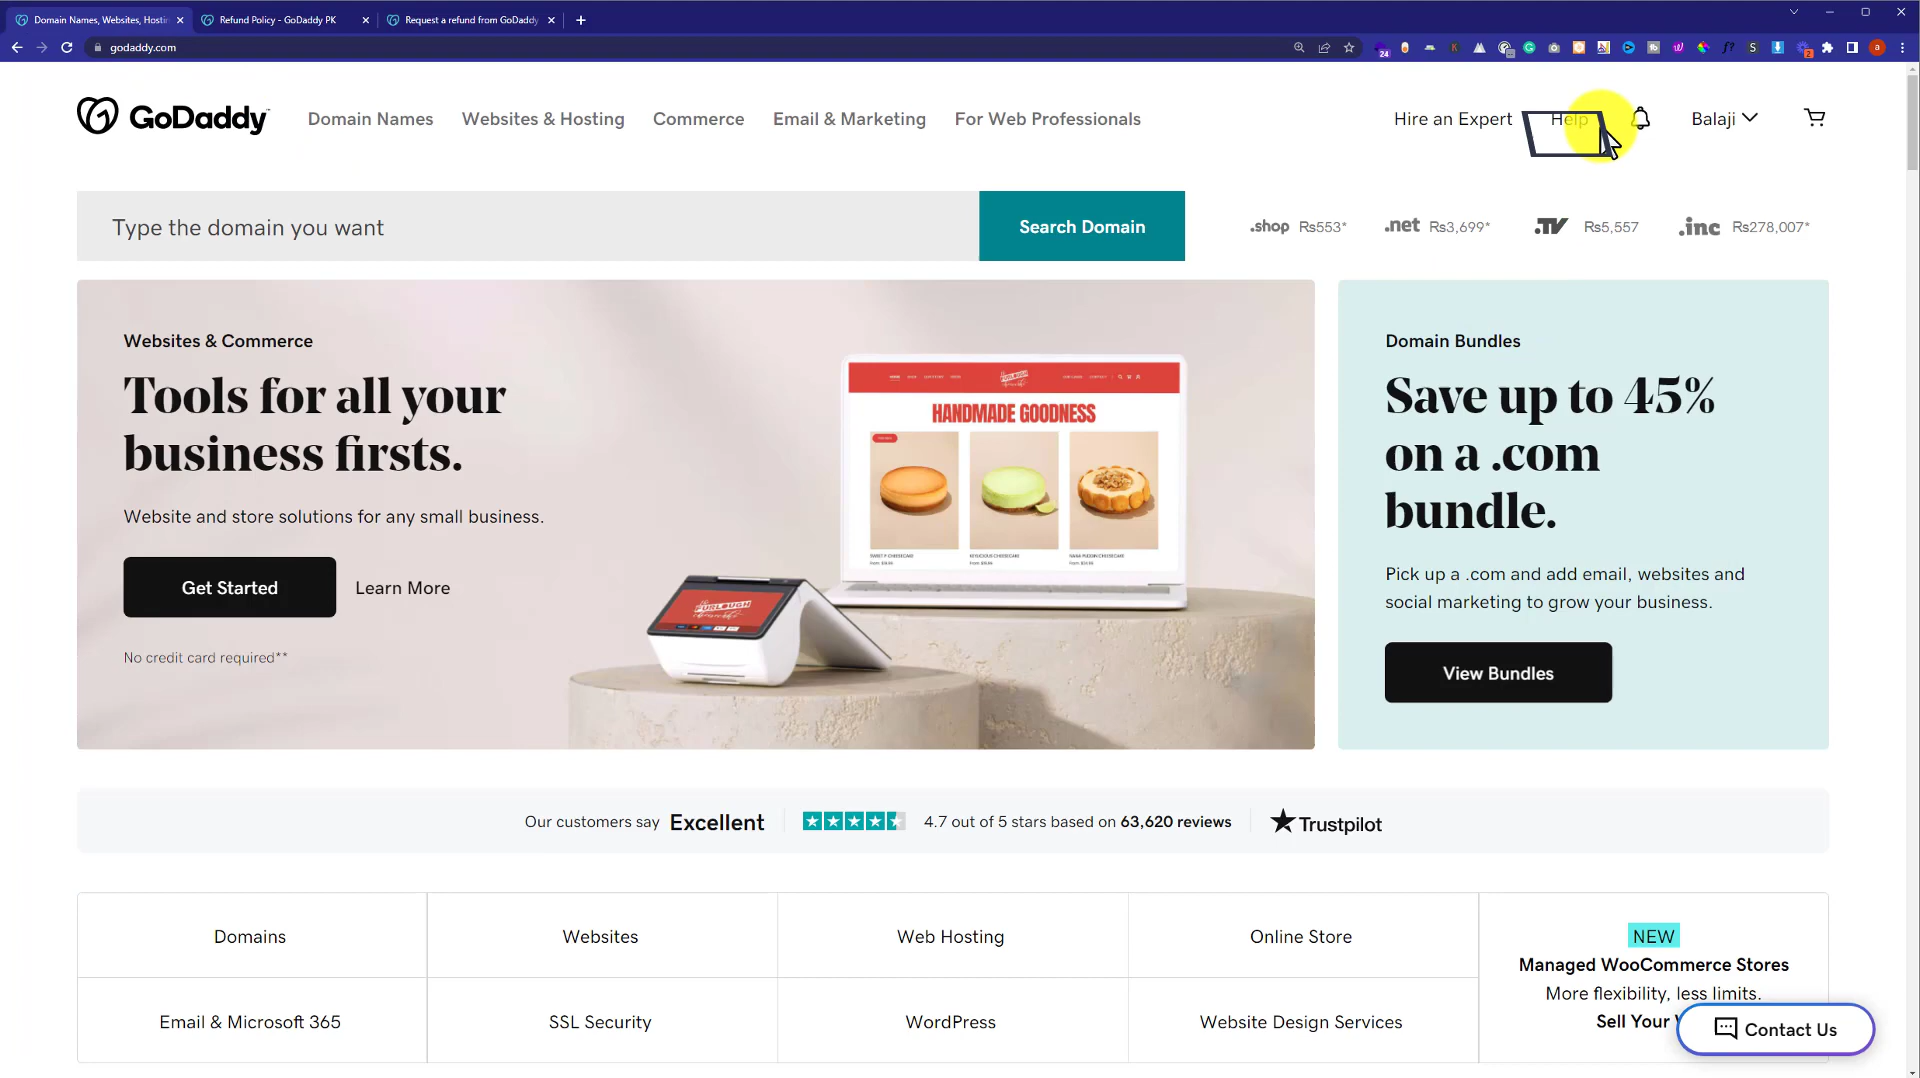 Domain Names, Websites, Hostin
Refund Policy - GoDaddy PK
Request a refund from GoDaddy
godaddy.com
24
2
GoDaddy
Domain Names
Websites & Hosting
Commerce
Email & Marketing
For Web Professionals
Hire an Expert
Help
Balaji
Type the domain you want
Search Domain
.shop Rs553*
.net Rs3,699*
.TV Rs5,557
.inc Rs278,007*
Websites & Commerce
Tools for all your
business firsts.
Website and store solutions for any small business.
Get Started
Learn More
No credit card required**
HANDMADE GOODNESS
FURLOUGH
Domain Bundles
Save up to 45%
on a .com
bundle.
Pick up a .com and add email, websites and
social marketing to grow your business.
View Bundles
Our customers say Excellent
4.7 out of 5 stars based on 63,620 reviews
Trustpilot
Domains
Websites
Web Hosting
Online Store
NEW
Managed WooCommerce Stores
More flexibility, less limits.
Sell Your
Email & Microsoft 365
SSL Security
WordPress
Website Design Services
Contact Us